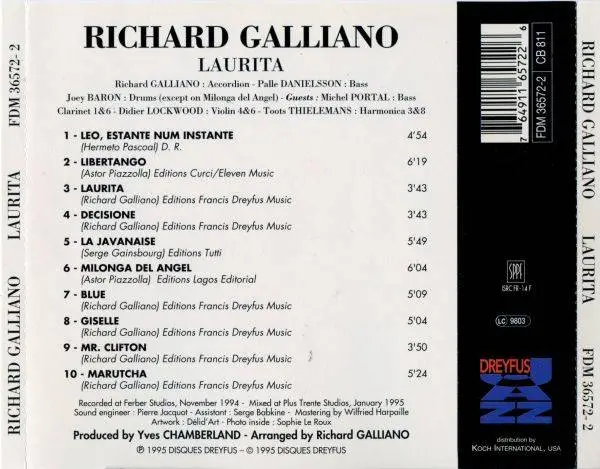 RICHARD GALLIANO
LAURITA
Richard GALLIANO : Accordion - Palle DANIELSSON : Bass
Joey BARON : Drums (except on Milonga del Angel) - Guests : Michel PORTAL : Bass
Clarinet 1&6 - Didier LOCKWOOD : Violin 4&6 - Toots THIELEMANS : Harmonica 3&8
1 - LEO, ESTANTE NUM INSTANTE 4'54
(Hermeto Pascoal) D. R.
2 - LIBERTANGO 6'19
(Astor Piazzolla) Editions Curci/Eleven Music
3 - LAURITA 3'43
(Richard Galliano) Editions Francis Dreyfus Music
4 - DECISIONE 3'43
(Richard Galliano) Editions Francis Dreyfus Music
5 - LA JAVANAISE 5'49
(Serge Gainsbourg) Editions Tutti
6 - MILONGA DEL ANGEL 6'04
(Astor Piazzolla) Editions Lagos Editorial
7 - BLUE 5'09
(Richard Galliano) Editions Francis Dreyfus Music
8 - GISELLE 5'04
(Richard Galliano) Editions Francis Dreyfus Music
9 - MR. CLIFTON 3'50
(Richard Galliano) Editions Francis Dreyfus Music
10 - MARUTCHA 5'24
(Richard Galliano) Editions Francis Dreyfus Music
Recorded at Ferber Studios, November 1994 - Mixed at Plus Trente Studios, January 1995
Sound engineer : Pierre Jacquot - Assistant : Serge Babkine - Mastering by Wilfried Harpaille
Artwork : Délid'Art - Photo inside : Sophie Le Roux
Produced by Yves CHAMBERLAND - Arranged by Richard GALLIANO
℗ 1995 DISQUES DREYFUS – © 1995 DISQUES DREYFUS
RICHARD GALLIANO LAURITA FDM 36572-2
7 64911 65722 6
FDM 36572-2 CB 811
SPPF
ISRC FR-14F
LC 9803
DREYFUS
JAZZ
distribution by
KOCH INTERNATIONAL, USA
RICHARD GALLIANO LAURITA FDM 36572-2